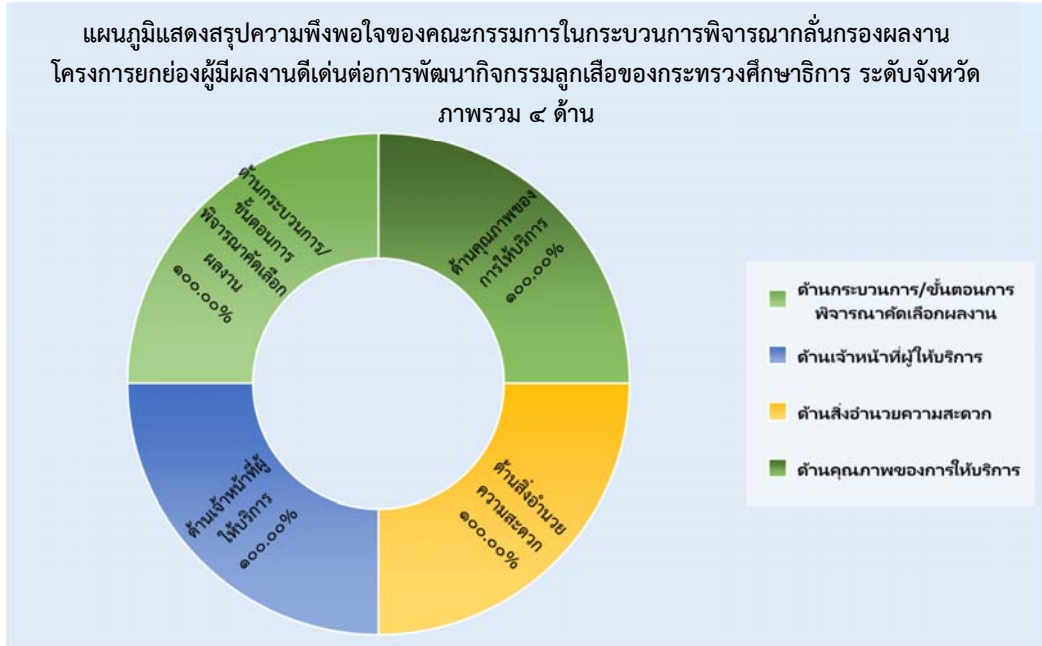 แผนภูมิแสดงสรุปความพึงพอใจของคณะกรรมการในกระบวนการพิจารณากลั่นกรองผลงาน
โครงการยกย่องผู้มีผลงานดีเด่นต่อการพัฒนากิจกรรมลูกเสือของกระทรวงศึกษาธิการ ระดับจังหวัด
ภาพรวม ๔ ด้าน
ด้านกระบวนการ/
ขั้นตอนการ
พิจารณาคัดเลือก
ผลงาน
๑๐๐.๐๐%
ด้านคุณภาพของ
การให้บริการ
๑๐๐.๐๐%
ด้านเจ้าหน้าที่ผู้
ให้บริการ
๑๐๐.๐๐%
ด้านสิ่งอำนวย
ความสะดวก
๑๐๐.๐๐%
ด้านกระบวนการ/ขั้นตอนการ
พิจารณาคัดเลือกผลงาน
ด้านเจ้าหน้าที่ผู้ให้บริการ
ด้านสิ่งอำนวยความสะดวก
ด้านคุณภาพของการให้บริการ